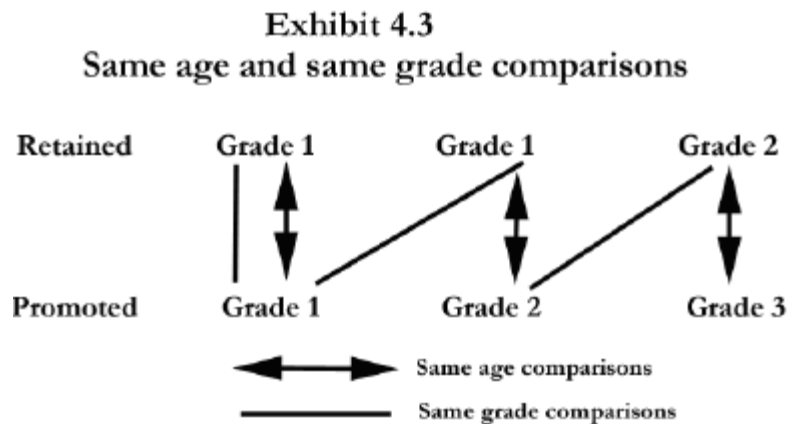 Exhibit 4.3
Same age and same grade comparisons
Retained Grade 1 Grade 1 Grade 2
Promoted Grade 1 Grade 2 Grade 3
Same age comparisons
Same grade comparisons